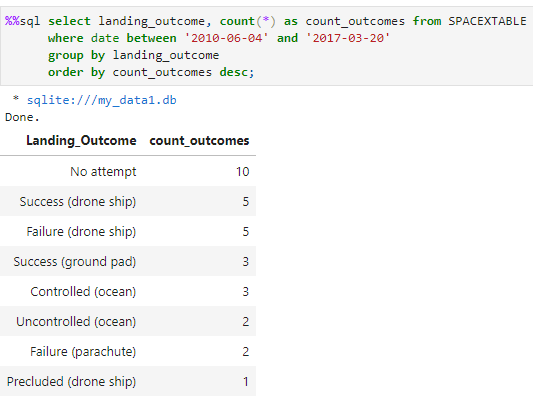 %%sql select landing_outcome, count(*) as count_outcomes from SPACEXTABLE
where date between '2010-06-04' and '2017-03-20'
group by landing_outcome
order by count_outcomes desc;
* sqlite:///my_data1.db
Done.
Landing_Outcome count_outcomes
No attempt 10
Success (drone ship) 5
Failure (drone ship) 5
Success (ground pad) 3
Controlled (ocean) 3
Uncontrolled (ocean) 2
Failure (parachute) 2
Precluded (drone ship) 1